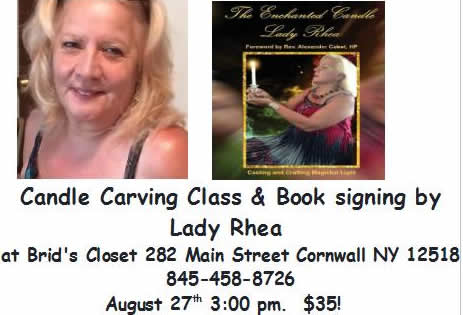 The Enchanted Candle
Lady Rhea
Foreword by Rev. Alexander Cabot, HP
Casting and Crafting Magickal Light
Candle Carving Class & Book signing by
Lady Rhea
at Brid's Closet 282 Main Street Cornwall NY 12518
845-458-8726
August 27th 3:00 pm. $35!